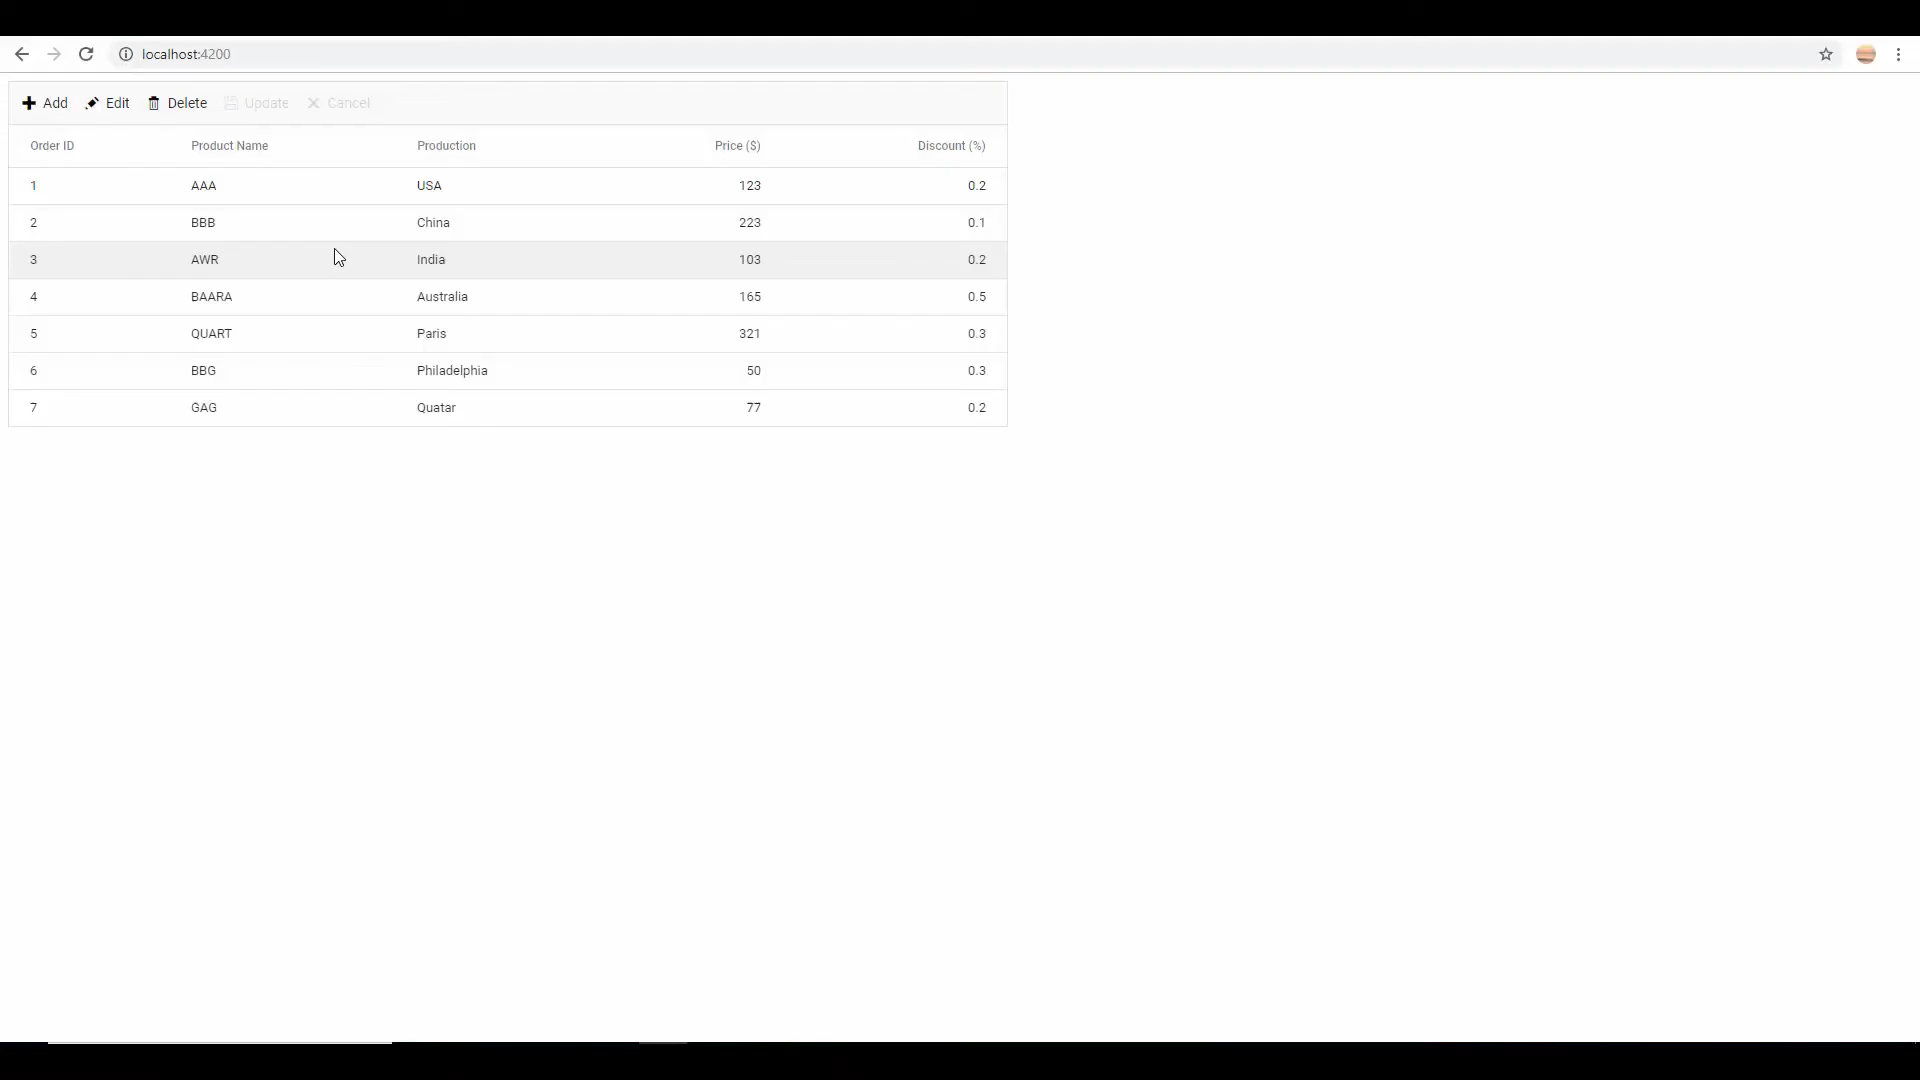 localhost:4200
Add Edit Delete Update Cancel
Order ID Product Name Production Price ($) Discount (%)
1 AAA USA 123 0.2
2 BBB China 223 0.1
3 AWR India 103 0.2
4 BAARA Australia 165 0.5
5 QUART Paris 321 0.3
6 BBG Philadelphia 50 0.3
7 GAG Quatar 77 0.2